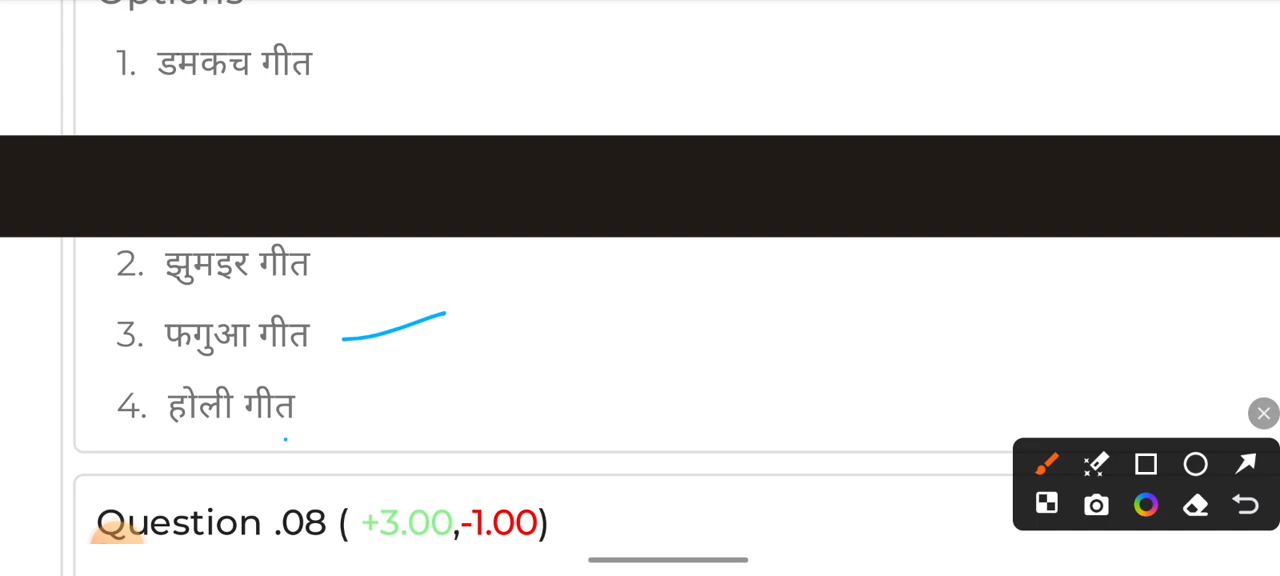 1. डमकच गीत
2. झुमइर गीत
3. फगुआ गीत
4. होली गीत
Question .08 ( +3.00,-1.00)